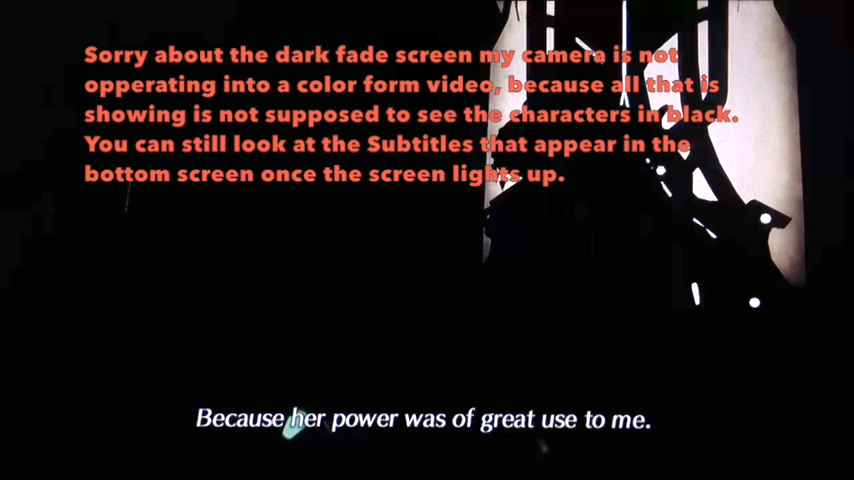 Sorry about the dark fade screen my camera is not
opperating into a color form video, because all that is
showing is not supposed to see the characters in black.
You can still look at the Subtitles that appear in the
bottom screen once the screen lights up.
Because her power was of great use to me.